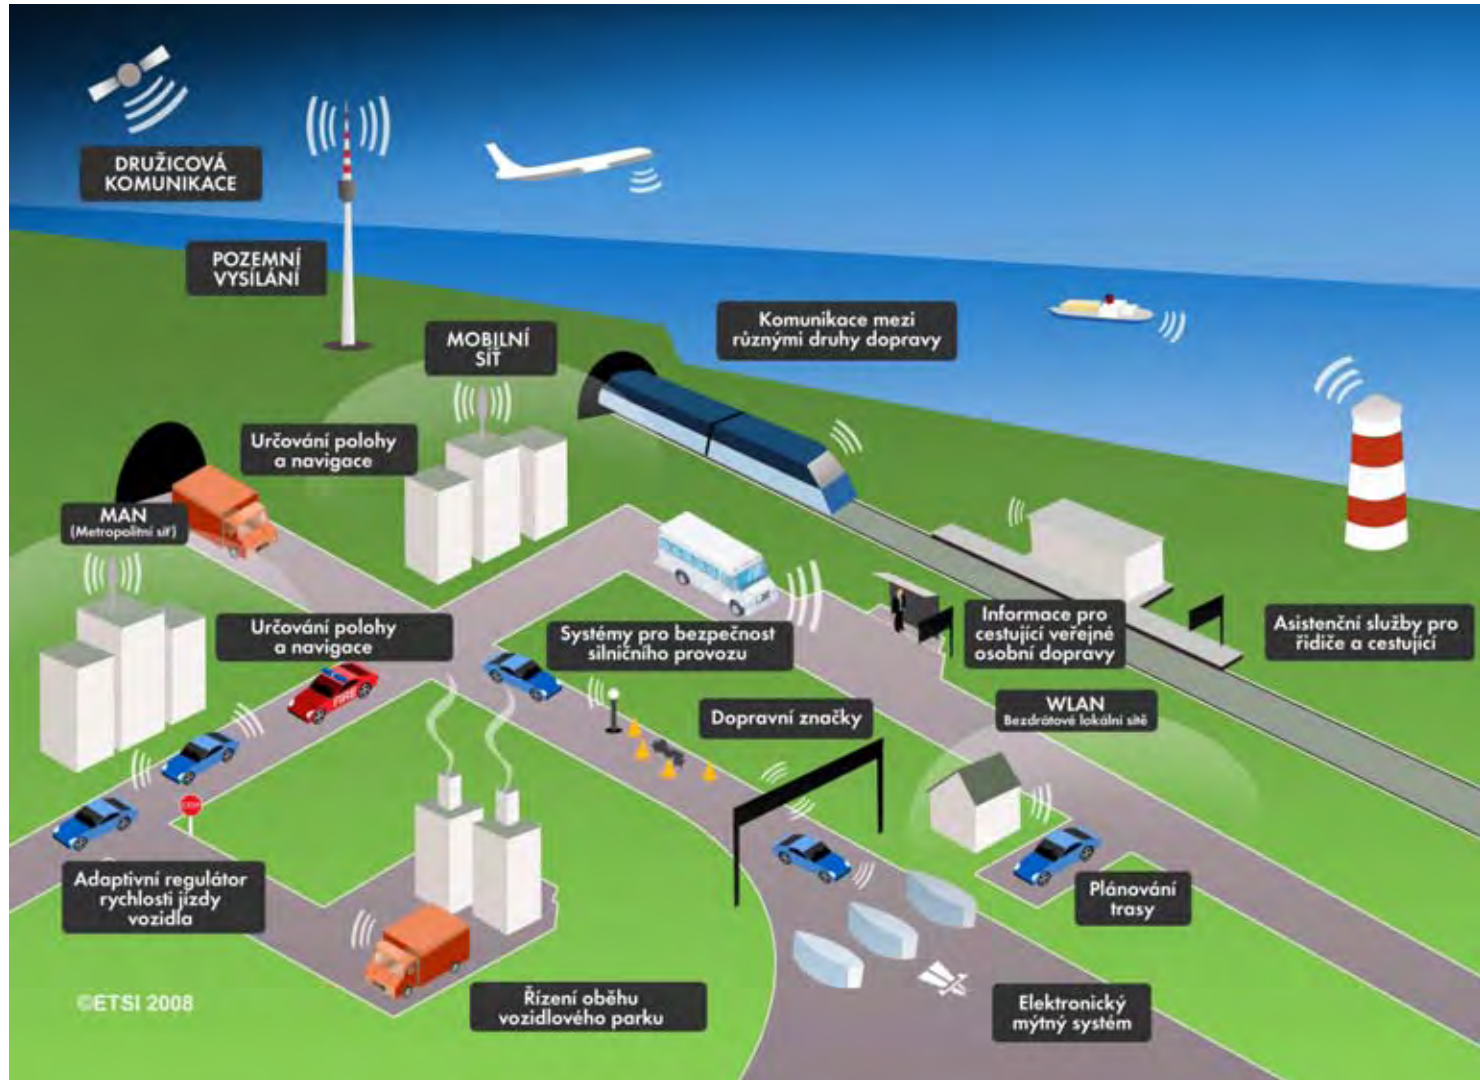 DRUŽICOVÁ
KOMUNIKACE
POZEMNÍ
VYSÍLÁNÍ
MOBILNÍ
SÍŤ
Komunikace mezi
různými druhy dopravy
Určování polohy
a navigace
MAN
(Metropolitní síť)
Určování polohy
a navigace
Systémy pro bezpečnost
silničního provozu
Informace pro
cestující veřejné
osobní dopravy
Asistenční služby pro
řidiče a cestující
FIRE
Dopravní značky
WLAN
Bezdrátové lokální sítě
STOP
Adaptivní regulátor
rychlosti jízdy
vozidla
Plánování
trasy
©ETSI 2008
Řízení oběhu
vozidlového parku
Elektronický
mýtný systém